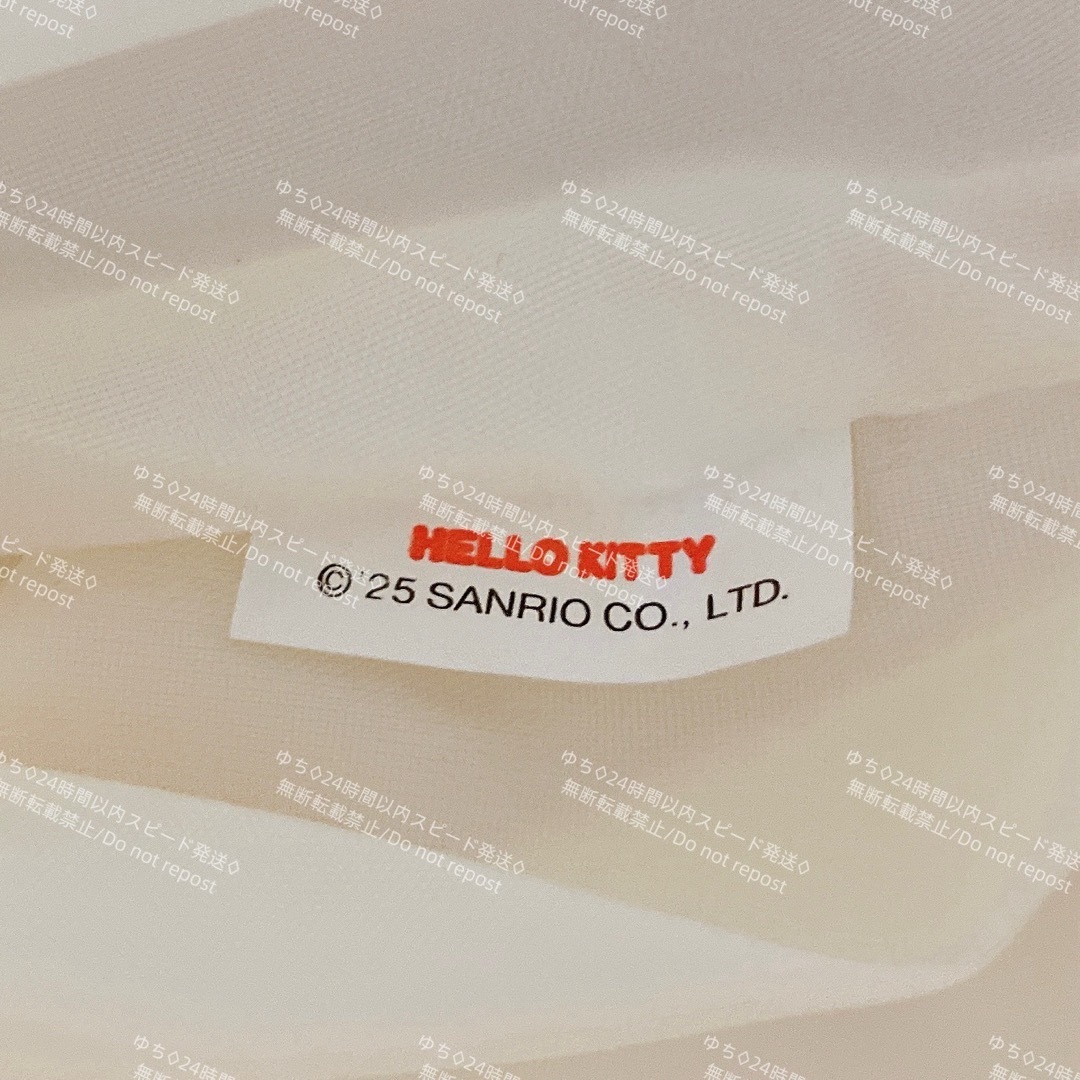 HELLO KITTY
© '25 SANRIO CO., LTD.
ゆち◇24時間以内スピード発送◇
無断転載禁止/Do not repost